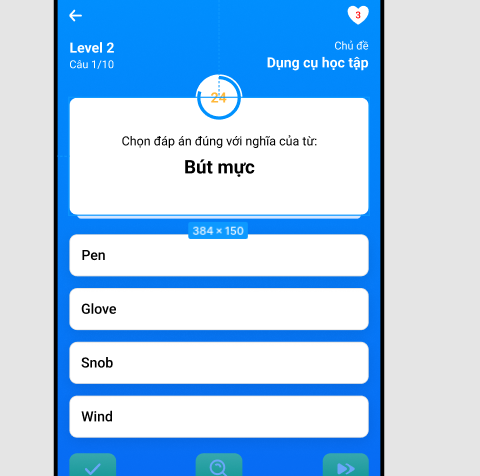 3
Level 2
Chủ đề
Câu 1/10
Dụng cụ học tập
24
Chọn đáp án đúng với nghĩa của từ:
Bút mực
384 × 150
Pen
Glove
Snob
Wind